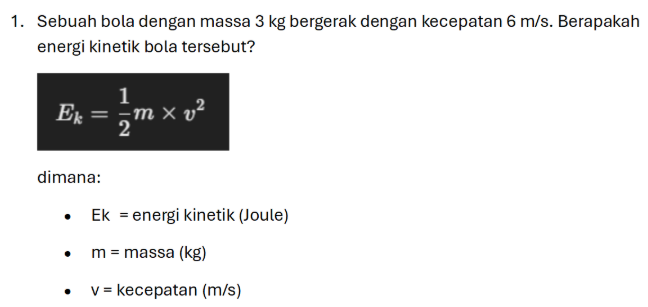 1. Sebuah bola dengan massa 3 kg bergerak dengan kecepatan 6 m/s. Berapakah
energi kinetik bola tersebut?
E_k = \frac{1}{2} m × v^2
dimana:
• Ek = energi kinetik (Joule)
• m = massa (kg)
• v = kecepatan (m/s)